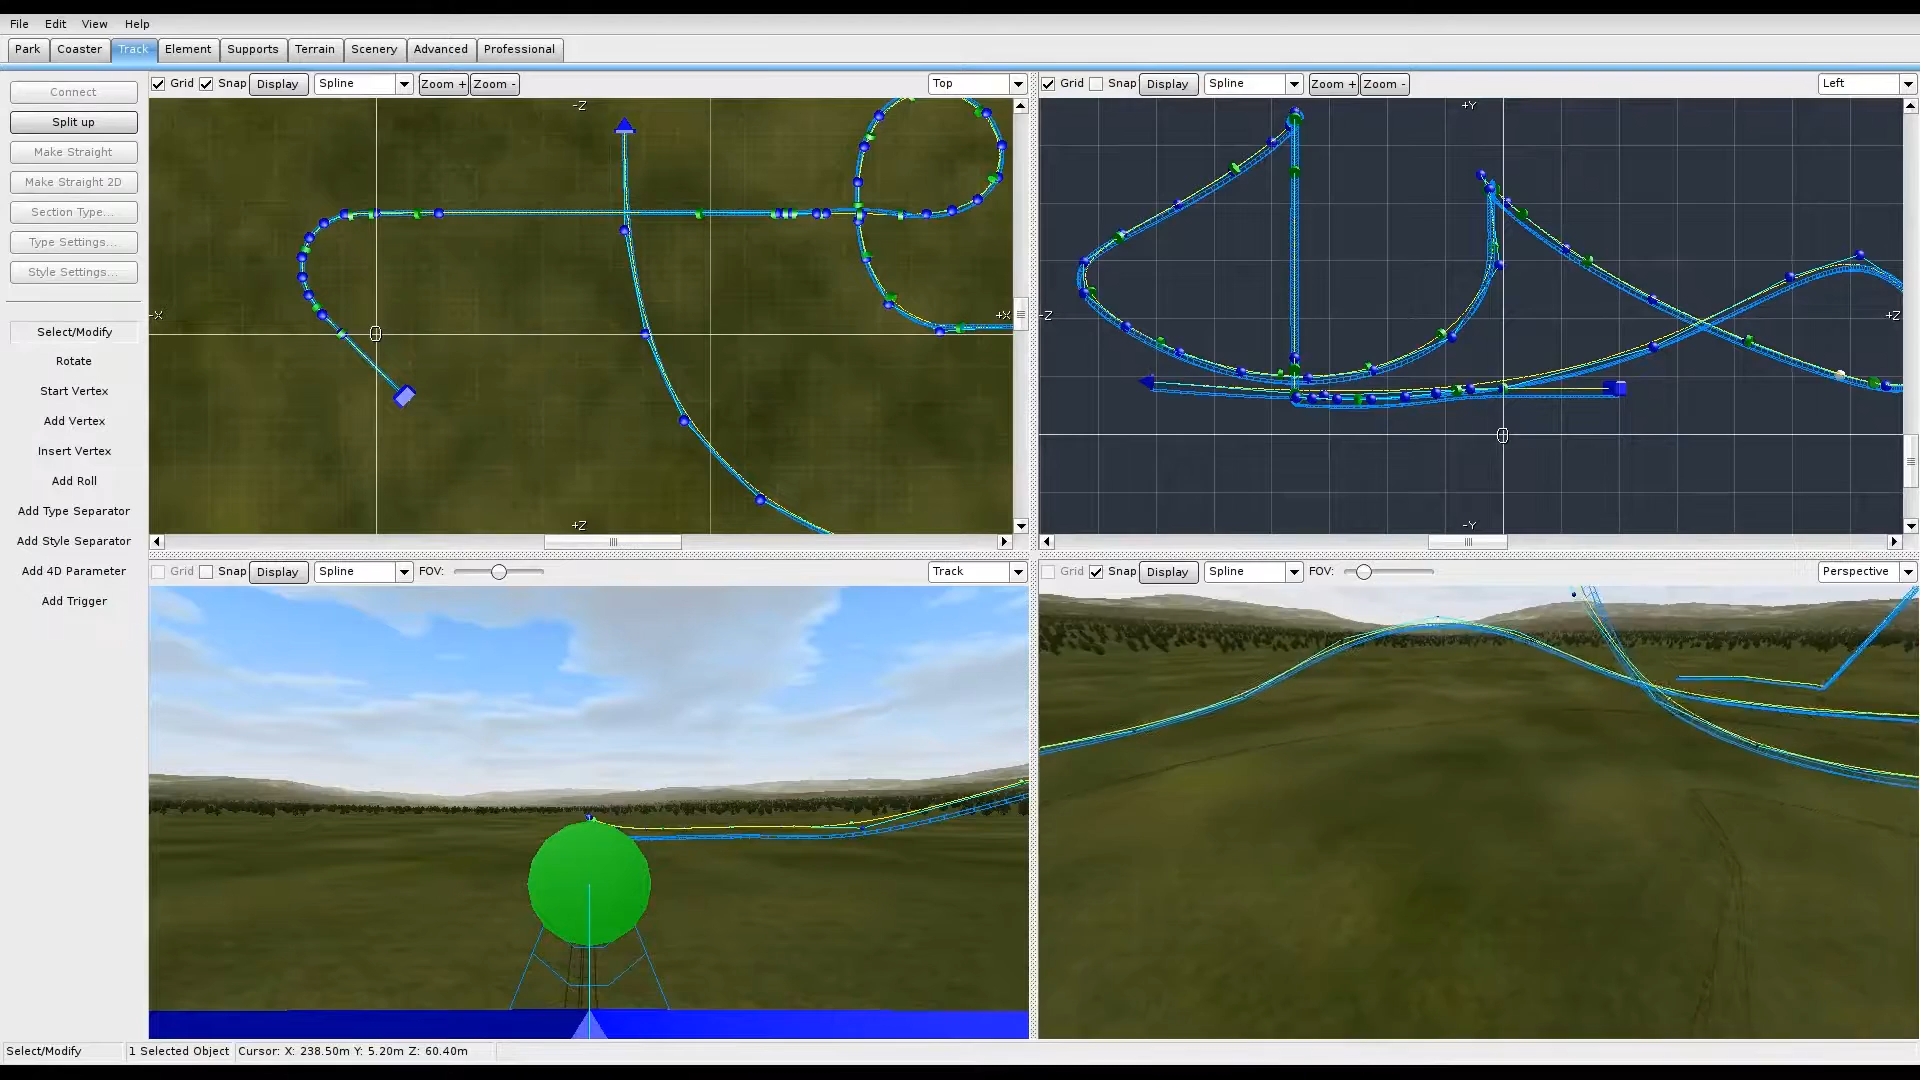 File Edit View Help
Park Coaster Track Element Supports Terrain Scenery Advanced Professional
Connect
Split up
Make Straight
Make Straight 2D
Section Type...
Type Settings...
Style Settings...
Select/Modify
Rotate
Start Vertex
Add Vertex
Insert Vertex
Add Roll
Add Type Separator
Add Style Separator
Add 4D Parameter
Add Trigger
Grid Snap Display Spline Zoom + Zoom - Top
-Z
-X
+X
+Z
Grid Snap Display Spline Zoom + Zoom - Left
+Y
-Z
+Z
-Y
Grid Snap Display Spline FOV: Track
Grid Snap Display Spline FOV: Perspective
Select/Modify 1 Selected Object Cursor: X: 238.50m Y: 5.20m Z: 60.40m